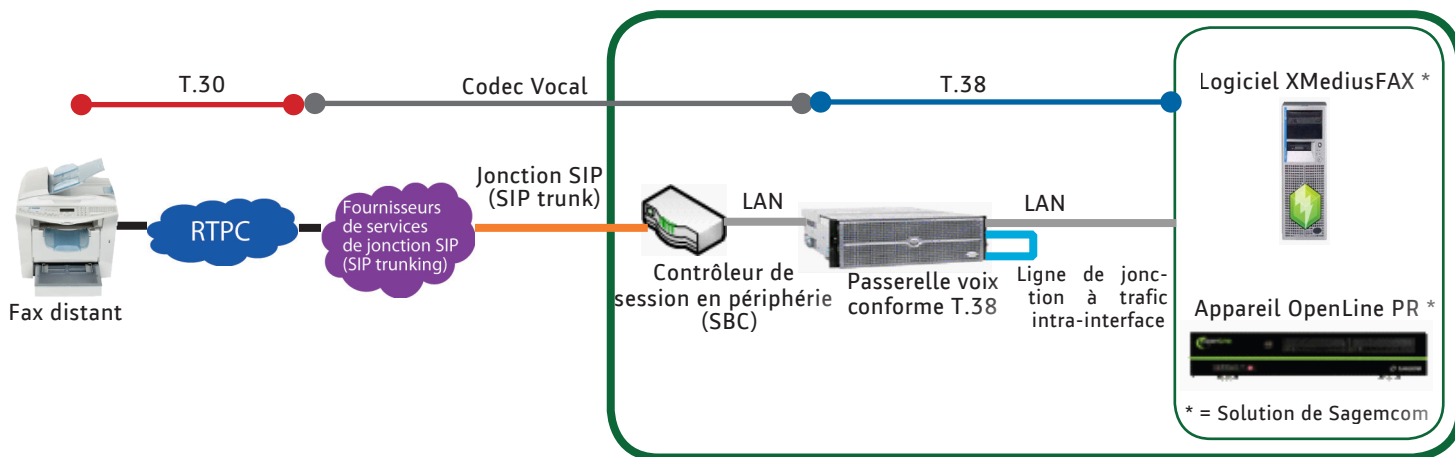 T.30
Codec Vocal
T.38
Logiciel XMediusFAX *
Jonction SIP
(SIP trunk)
LAN
LAN
RTPC
Fournisseurs
de services
de jonction SIP
(SIP trunking)
Fax distant
Contrôleur de
session en périphérie
(SBC)
Passerelle voix
conforme T.38
Ligne de jonc-
tion à trafic
intra-interface
Appareil OpenLine PR *
openLine
* = Solution de Sagemcom